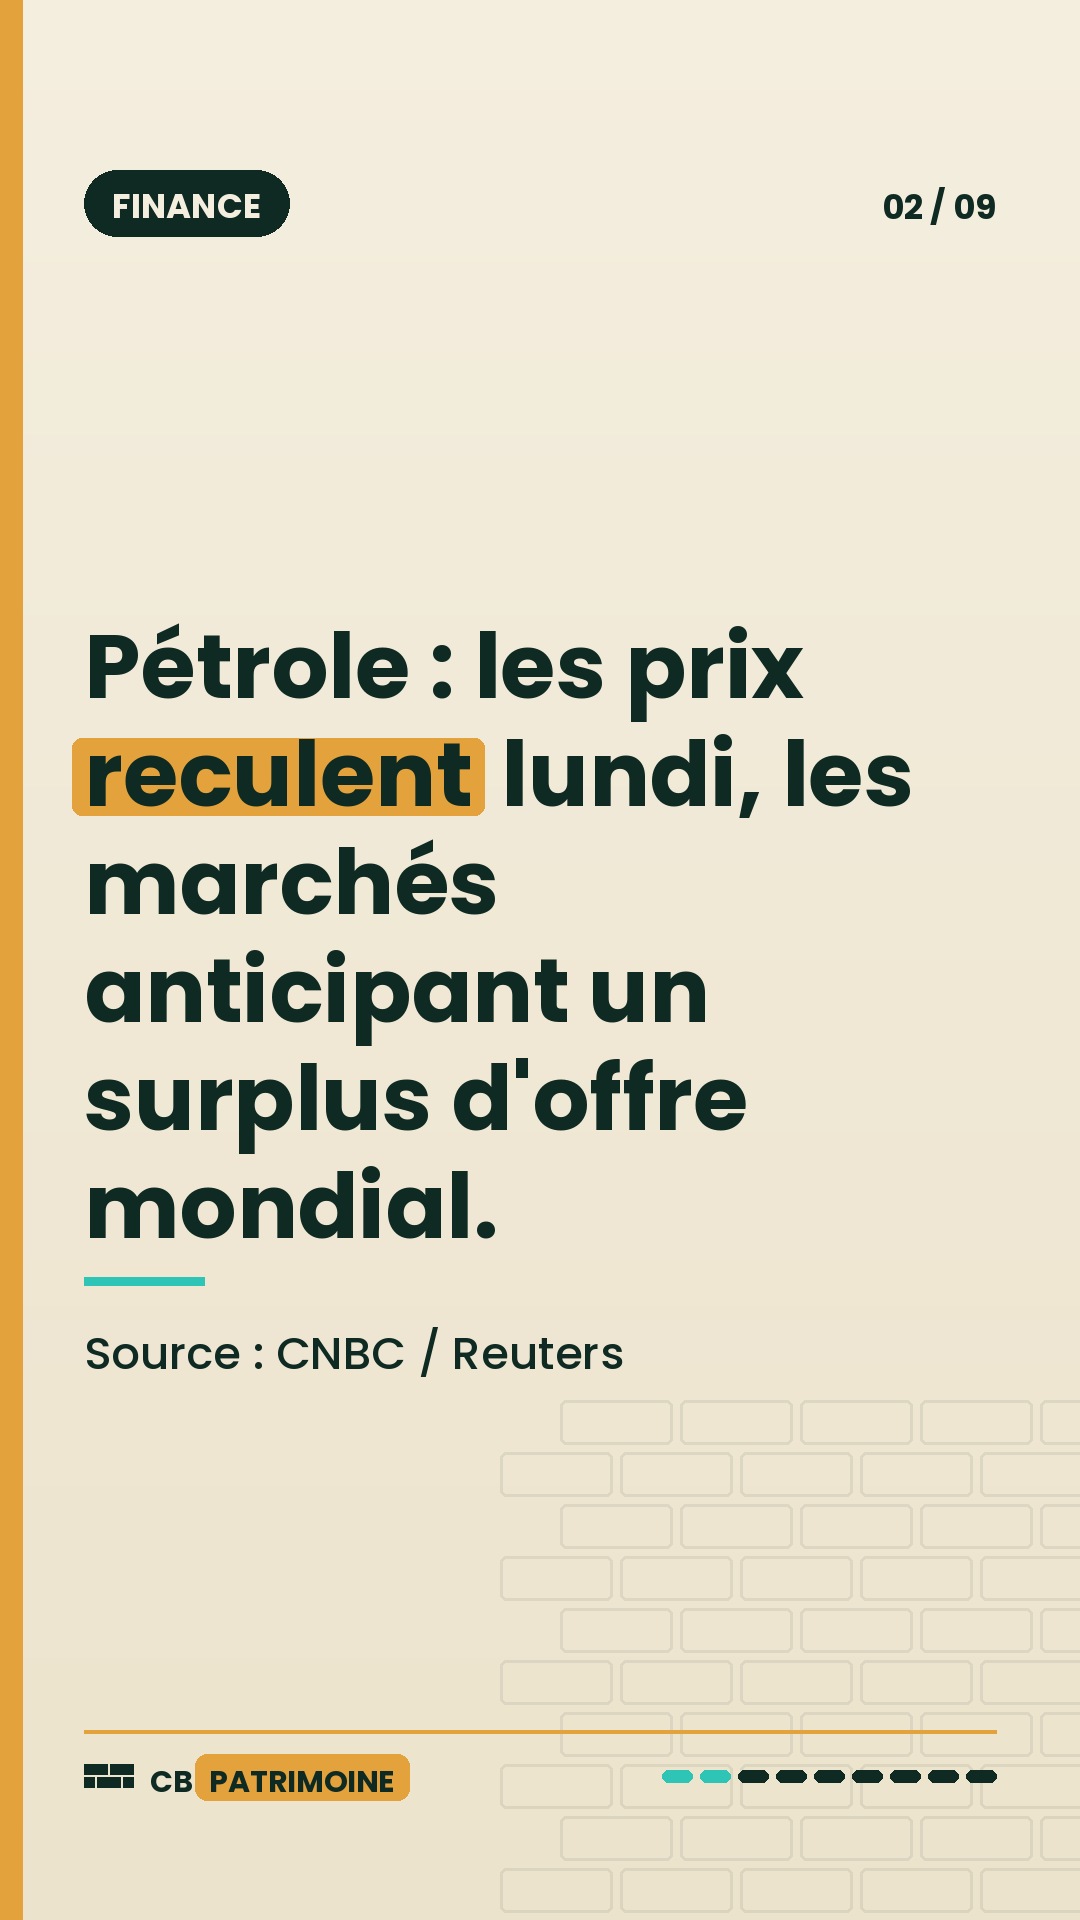 FINANCE
02 / 09
Pétrole : les prix
reculent lundi, les
marchés
anticipant un
surplus d'offre
mondial.
Source : CNBC / Reuters
CB PATRIMOINE